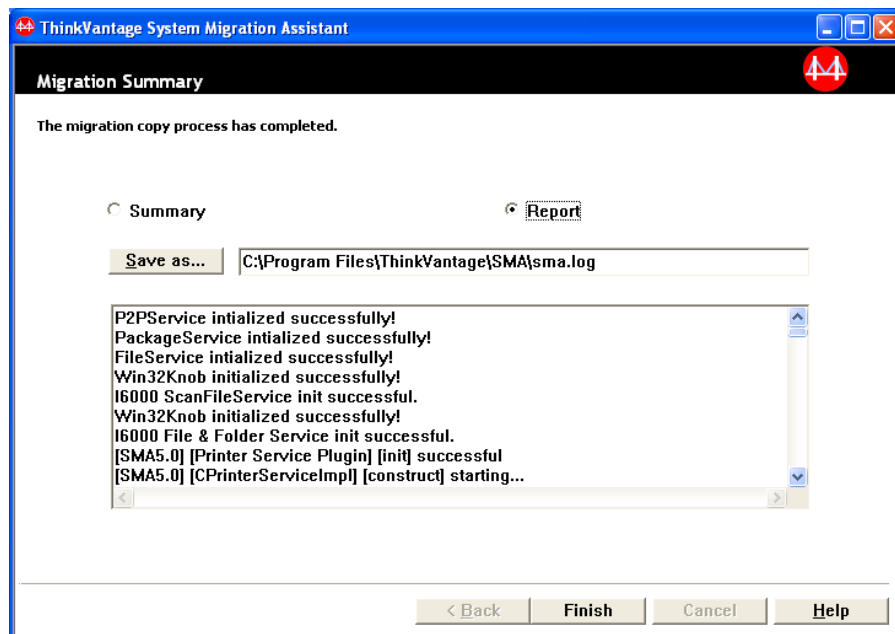 ThinkVantage System Migration Assistant
Migration Summary
The migration copy process has completed.
Summary
Report
Save as...
C:\Program Files\ThinkVantage\SMA\sma.log
P2PService intialized successfully!
PackageService intialized successfully!
FileService intialized successfully!
Win32Knob initialized successfully!
I6000 ScanFileService init successful.
Win32Knob initialized successfully!
I6000 File & Folder Service init successful.
[SMA5.0] [Printer Service Plugin] [init] successful
[SMA5.0] [CPrinterServiceImpl] [construct] starting...
< Back
Finish
Cancel
Help